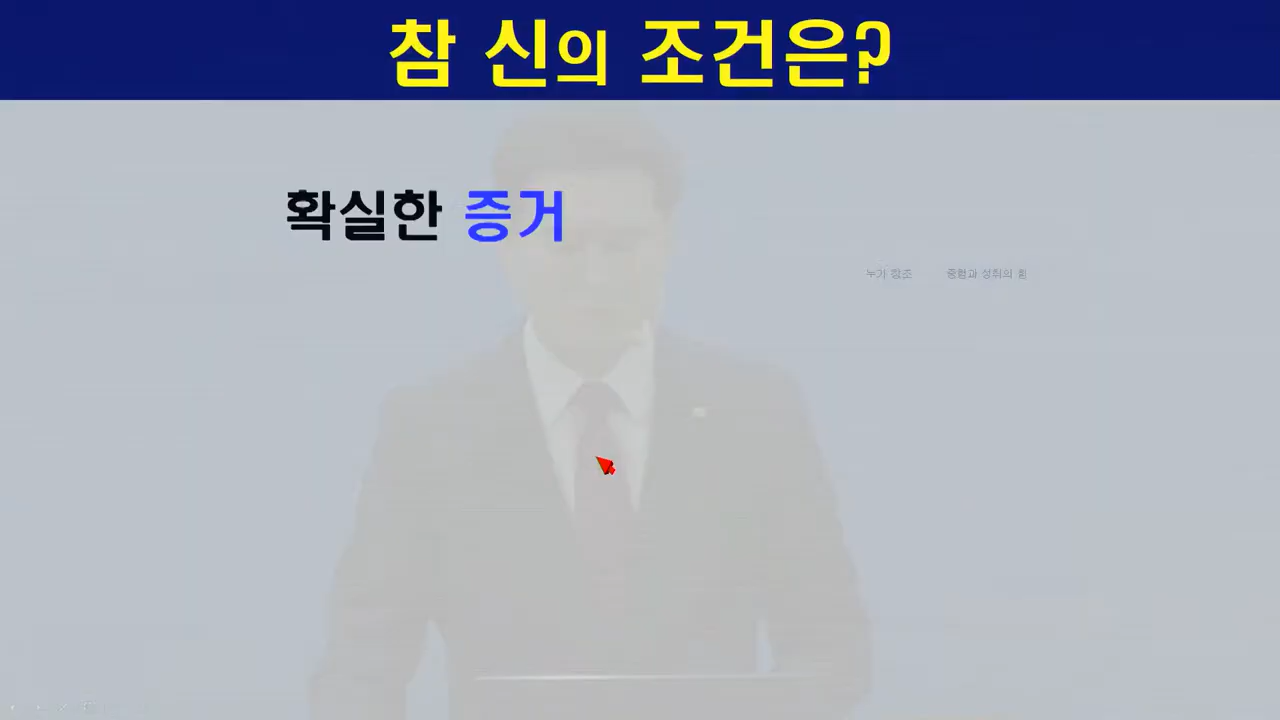 참 신의 조건은?
확실한 증거